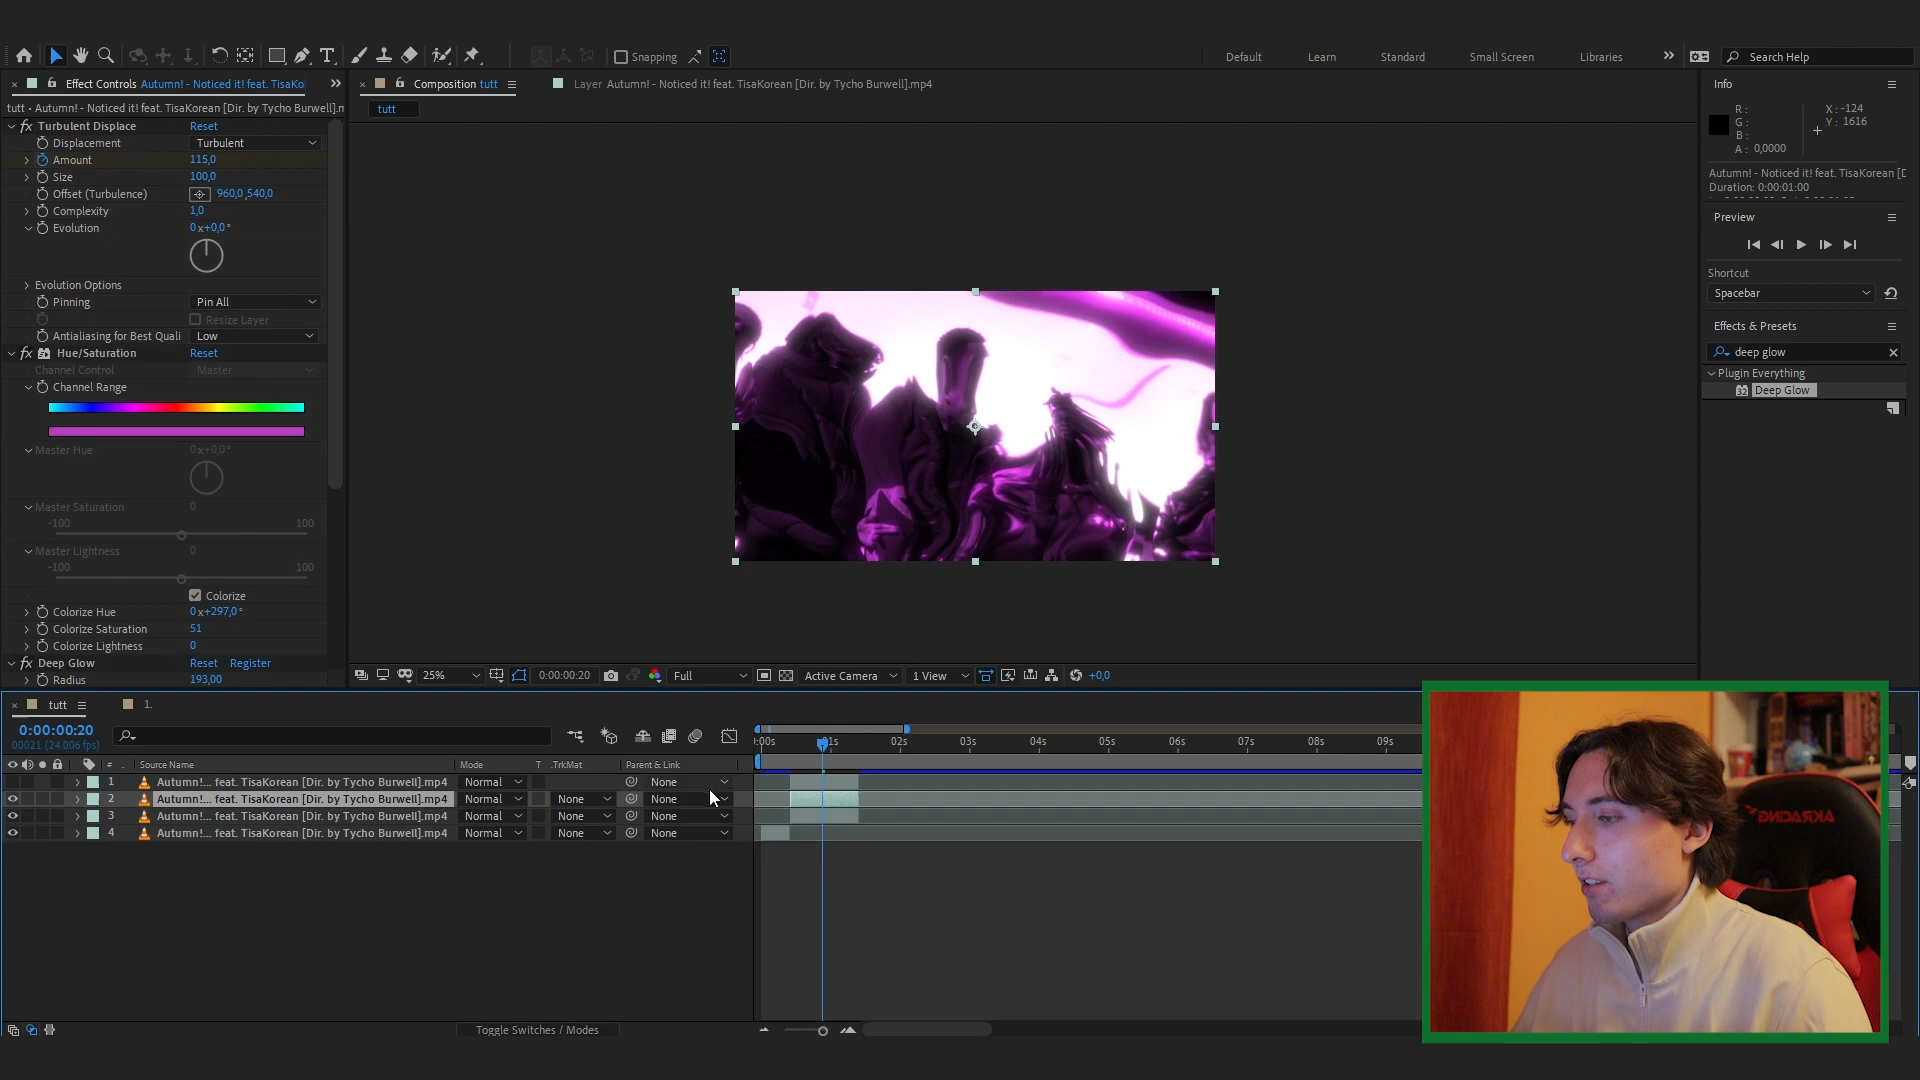 Snapping
Default
Learn
Standard
Small Screen
Libraries
Search Help
Effect Controls Autumn! - Noticed it! feat. TisaKo
Composition tutt
Layer Autumn! - Noticed it! feat. TisaKorean [Dir. by Tycho Burwell].mp4
Info
tutt • Autumn! - Noticed it! feat. TisaKorean [Dir. by Tycho Burwell].m
tutt
R :
G :
B :
A : 0,0000
X : -124
Y : 1616
Autumn! - Noticed it! feat. TisaKorean [D
Duration: 0:00:01:00
Turbulent Displace Reset
Displacement Turbulent
Amount 115,0
Size 100,0
Offset (Turbulence) 960,0,540,0
Complexity 1,0
Evolution 0x+0,0°
Evolution Options
Pinning Pin All
Resize Layer
Antialiasing for Best Quali Low
Hue/Saturation Reset
Channel Control Master
Channel Range
Master Hue 0x+0,0°
Master Saturation 0
-100 100
Master Lightness 0
-100 100
Colorize
Colorize Hue 0x+297,0°
Colorize Saturation 51
Colorize Lightness 0
Deep Glow Reset Register
Radius 193,00
Preview
Shortcut
Spacebar
Effects & Presets
deep glow
Plugin Everything
32 Deep Glow
25%
0:00:00:20
Full
Active Camera
1 View
+0,0
tutt
1.
0:00:00:20
00021 (24.006 fps)
:00s 01s 02s 03s 04s 05s 06s 07s 08s 09s
# . Source Name Mode T .TrkMat Parent & Link
1 Autumn!... feat. TisaKorean [Dir. by Tycho Burwell].mp4 Normal None
2 Autumn!... feat. TisaKorean [Dir. by Tycho Burwell].mp4 Normal None None
3 Autumn!... feat. TisaKorean [Dir. by Tycho Burwell].mp4 Normal None None
4 Autumn!... feat. TisaKorean [Dir. by Tycho Burwell].mp4 Normal None None
Toggle Switches / Modes
AKRACING